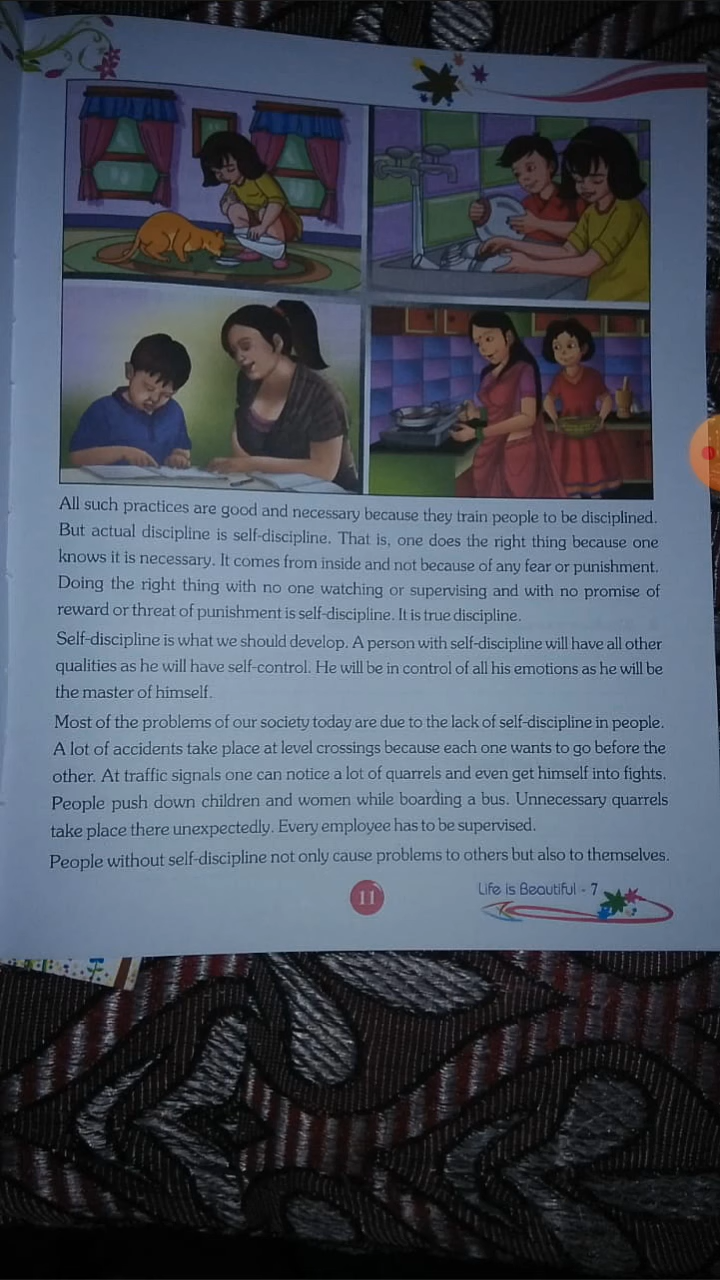 All such practices are good and necessary because they train people to be disciplined.
But actual discipline is self-discipline. That is, one does the right thing because one
knows it is necessary. It comes from inside and not because of any fear or punishment.
Doing the right thing with no one watching or supervising and with no promise of
reward or threat of punishment is self-discipline. It is true discipline.
Self-discipline is what we should develop. A person with self-discipline will have all other
qualities as he will have self-control. He will be in control of all his emotions as he will be
the master of himself.
Most of the problems of our society today are due to the lack of self-discipline in people.
A lot of accidents take place at level crossings because each one wants to go before the
other. At traffic signals one can notice a lot of quarrels and even get himself into fights.
People push down children and women while boarding a bus. Unnecessary quarrels
take place there unexpectedly. Every employee has to be supervised.
People without self-discipline not only cause problems to others but also to themselves.
11
Life is Beautiful - 7